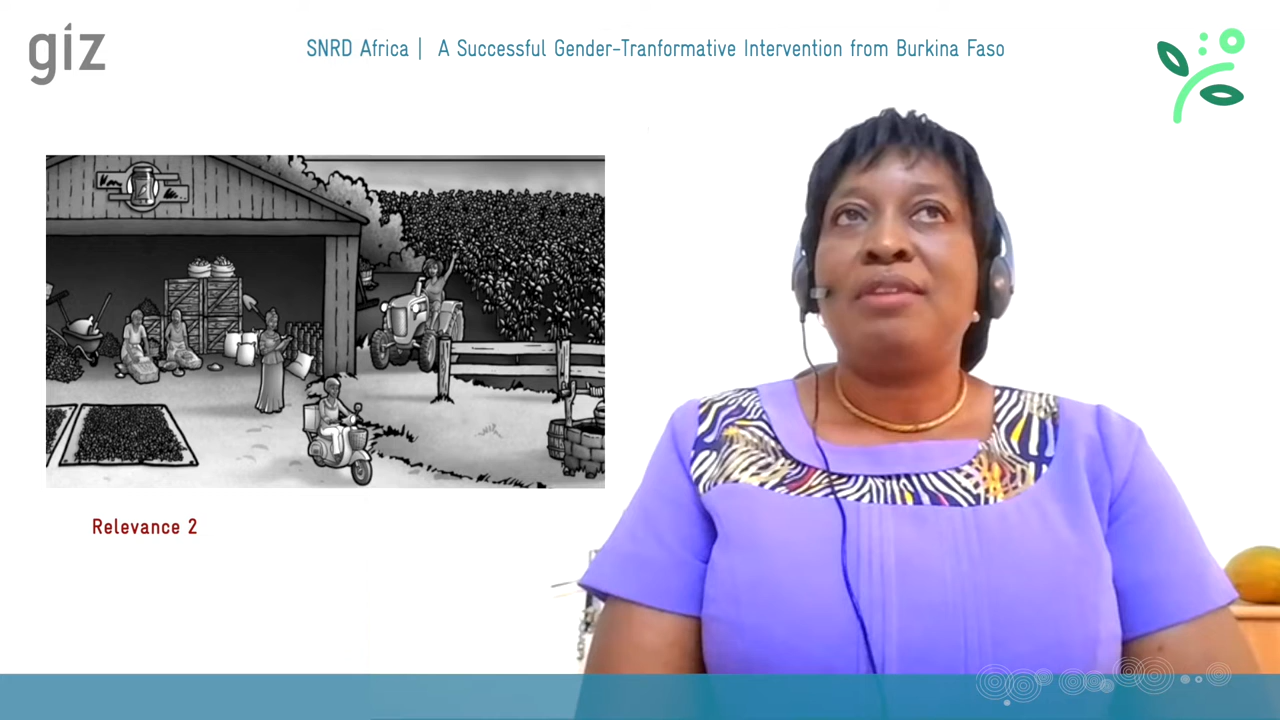 giz
SNRD Africa | A Successful Gender-Tranformative Intervention from Burkina Faso
Relevance 2